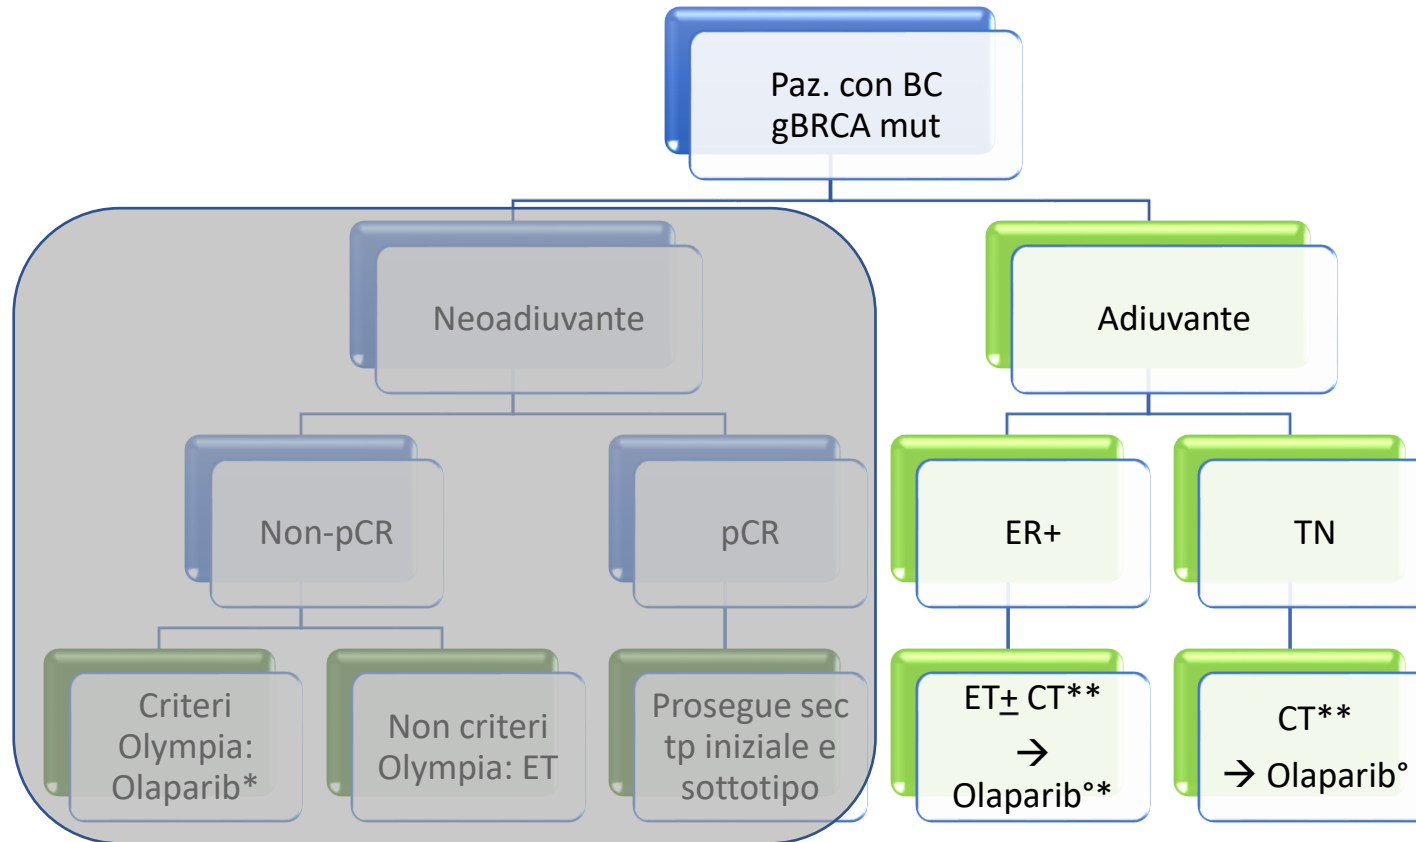 Paz. con BC
gBRCA mut
Neoadiuvante
Adiuvante
Non-pCR
pCR
ER+
TN
Criteri
Olympia:
Olaparib*
Non criteri
Olympia: ET
Prosegue sec
tp iniziale e
sottotipo
ET± CT**
→
Olaparib°*
CT**
→ Olaparib°